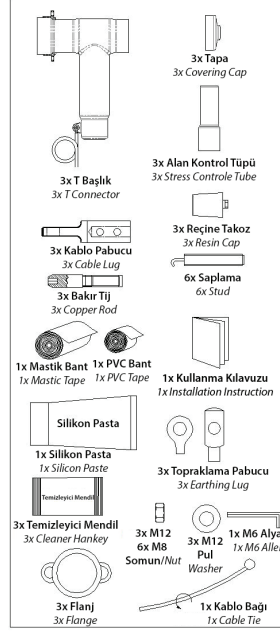 3x Tapa
3x Covering Cap
3x T Başlık
3x T Connector
3x Alan Kontrol Tüpü
3x Stress Controle Tube
3x Reçine Takoz
3x Resin Cap
3x Kablo Pabucu
3x Cable Lug
6x Saplama
6x Stud
3x Bakır Tij
3x Copper Rod
1x Mastik Bant
1x Mastic Tape
1x PVC Bant
1x PVC Tape
1x Kullanma Kılavuzu
1x Installation Instruction
Silikon Pasta
1x Silikon Pasta
1x Silicon Paste
3x Topraklama Pabucu
3x Earthing Lug
Temizleyici Mendil
3x Temizleyici Mendil
3x Cleaner Hankey
3x M12
6x M8
Somun/Nut
3x M12
Pul
Washer
1x M6 Alya
1x M6 Alle
3x Flanj
3x Flange
1x Kablo Bağı
1x Cable Tie